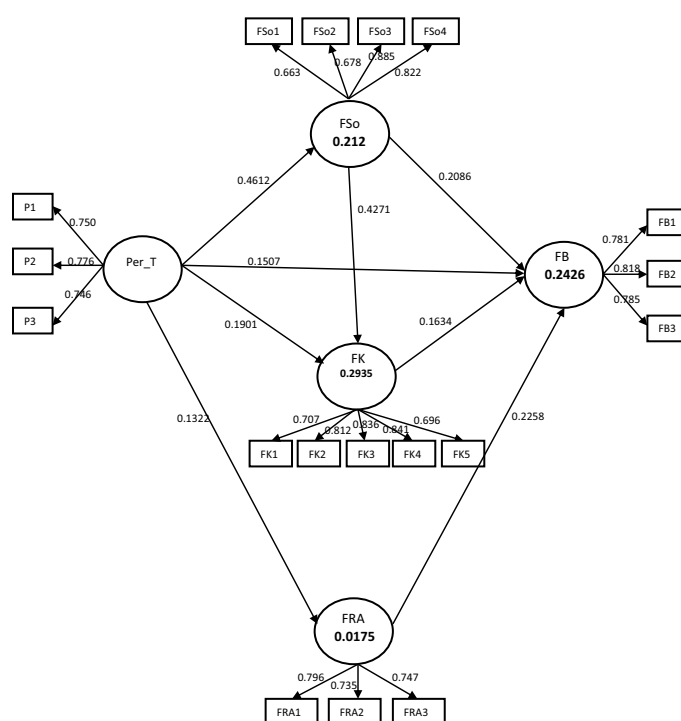 FSo1 FSo2 FSo3 FSo4
0.663 0.678 0.885 0.822
FSo
0.212
0.4612
0.2086
0.4271
P1
0.750
P2
0.776
P3
0.746
Per_T
0.1507
FB
0.2426
0.781
FB1
0.818
FB2
0.785
FB3
0.1901
0.1634
FK
0.2935
0.1322
0.2258
0.707 0.812 0.836 0.841 0.696
FK1 FK2 FK3 FK4 FK5
FRA
0.0175
0.796 0.735 0.747
FRA1 FRA2 FRA3